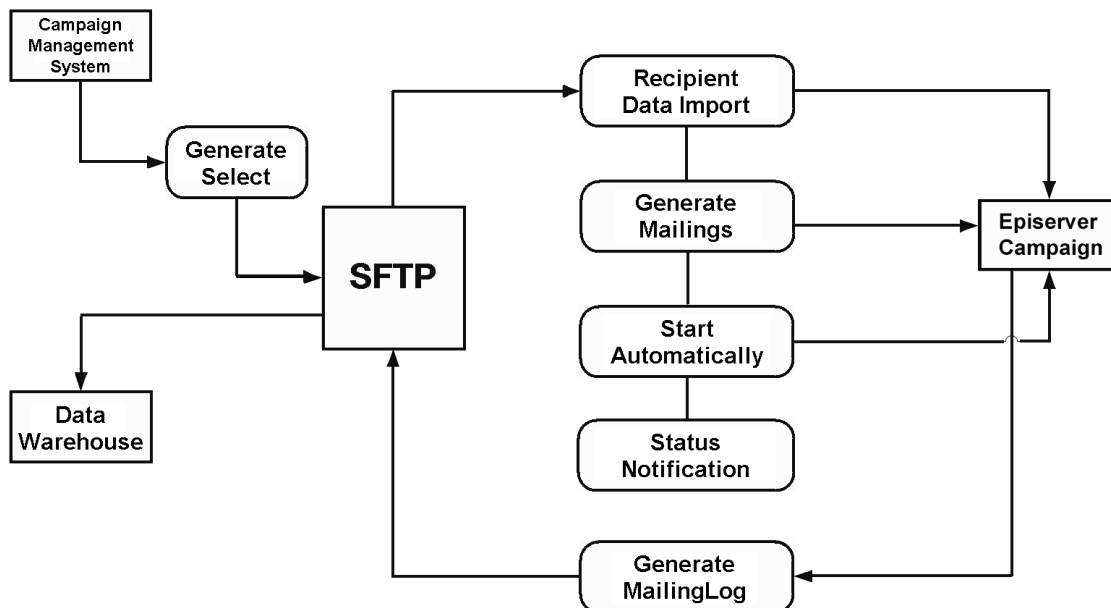 Campaign
Management
System
Generate
Select
SFTP
Data
Warehouse
Recipient
Data Import
Generate
Mailings
Start
Automatically
Status
Notification
Generate
MailingLog
Episerver
Campaign